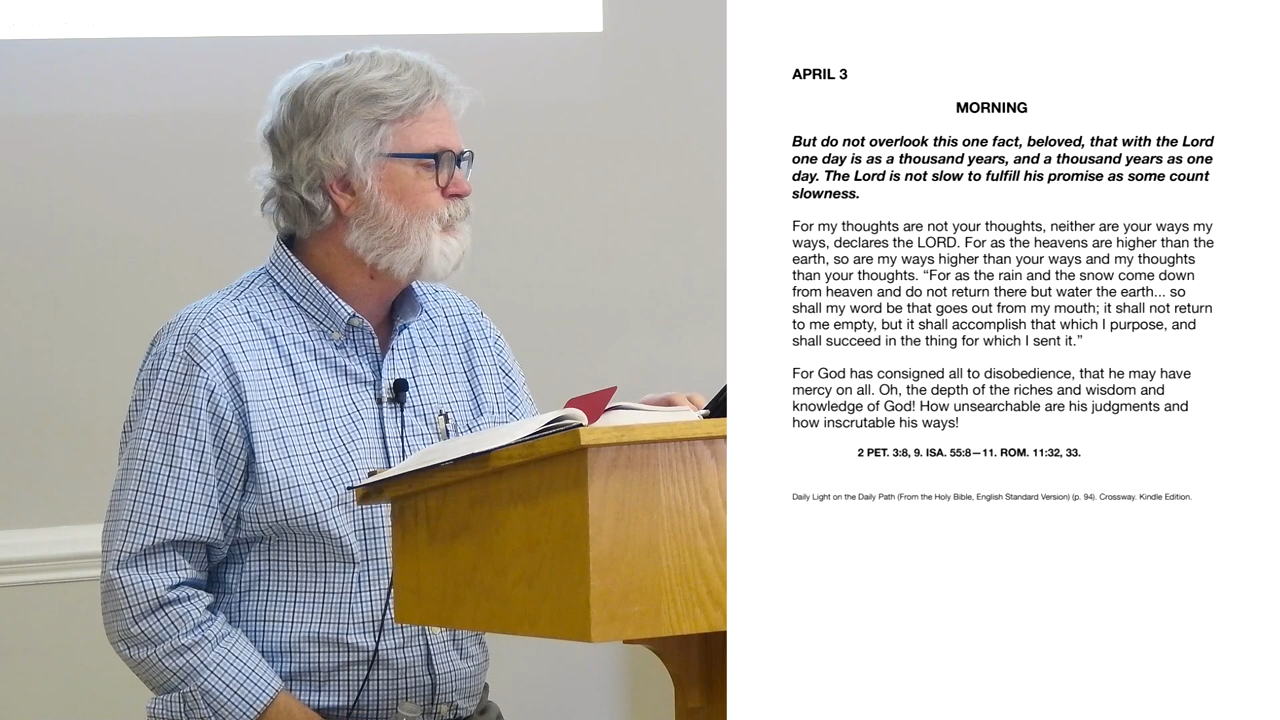 APRIL 3
MORNING
But do not overlook this one fact, beloved, that with the Lord
one day is as a thousand years, and a thousand years as one
day. The Lord is not slow to fulfill his promise as some count
slowness.
For my thoughts are not your thoughts, neither are your ways my
ways, declares the LORD. For as the heavens are higher than the
earth, so are my ways higher than your ways and my thoughts
than your thoughts. “For as the rain and the snow come down
from heaven and do not return there but water the earth... so
shall my word be that goes out from my mouth; it shall not return
to me empty, but it shall accomplish that which I purpose, and
shall succeed in the thing for which I sent it.”
For God has consigned all to disobedience, that he may have
mercy on all. Oh, the depth of the riches and wisdom and
knowledge of God! How unsearchable are his judgments and
how inscrutable his ways!
2 PET. 3:8, 9. ISA. 55:8—11. ROM. 11:32, 33.
Daily Light on the Daily Path (From the Holy Bible, English Standard Version) (p. 94). Crossway. Kindle Edition.